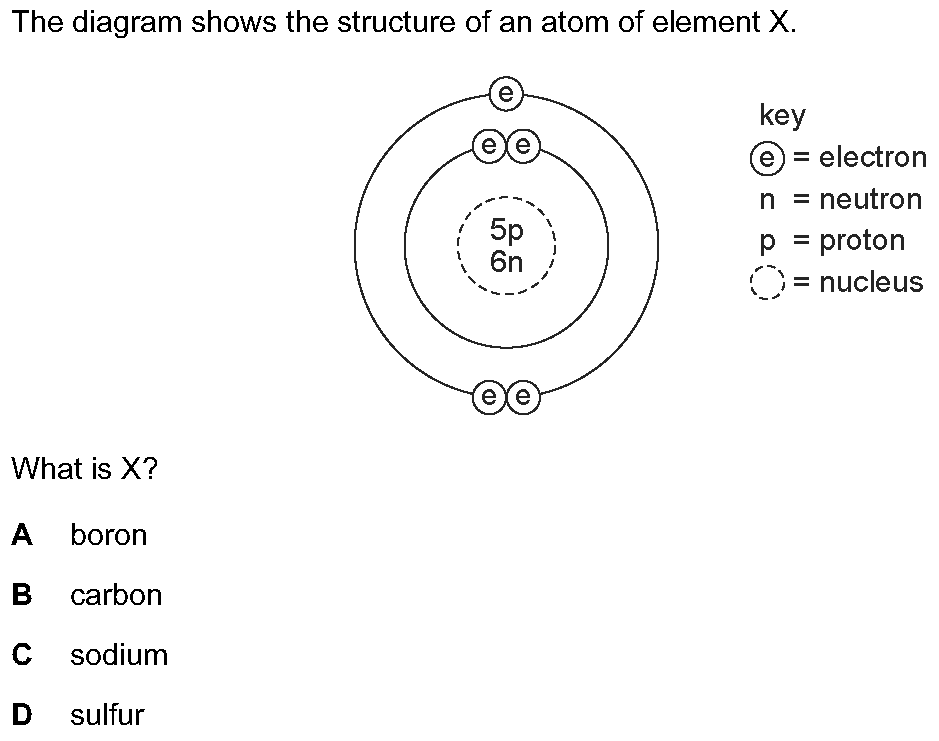 The diagram shows the structure of an atom of element X.
e
e e
5p
6n
e e
key
e = electron
n = neutron
p = proton
= nucleus
What is X?
A boron
B carbon
C sodium
D sulfur